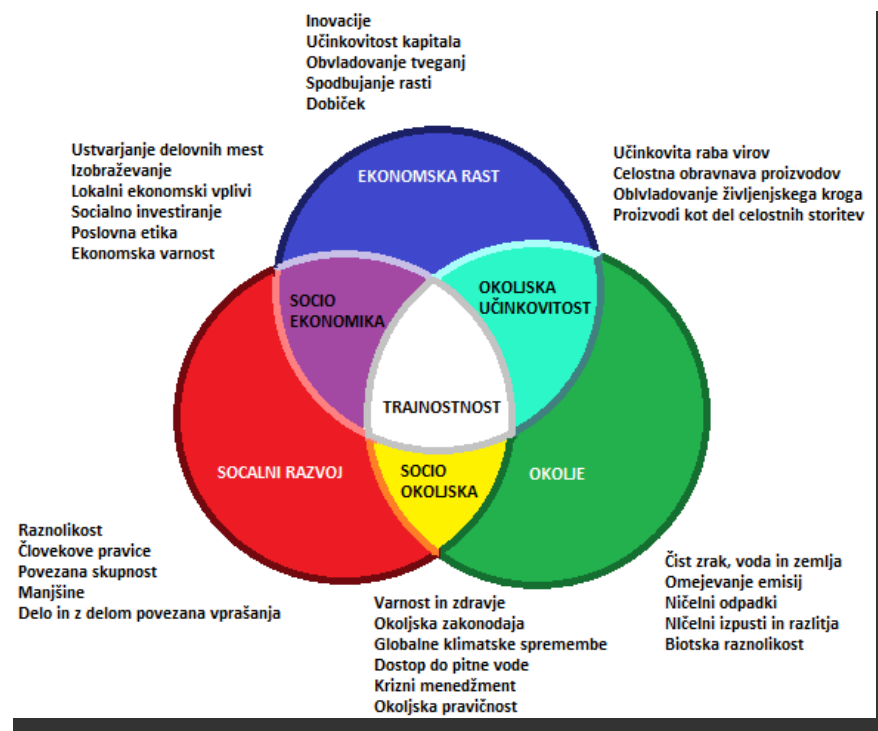 Inovacije
Učinkovitost kapitala
Obvladovanje tveganj
Spodbujanje rasti
Dobiček
Ustvarjanje delovnih mest
Izobraževanje
Lokalni ekonomski vplivi
Socialno investiranje
Poslovna etika
Ekonomska varnost
EKONOMSKA RAST
Učinkovita raba virov
Celostna obravnava proizvodov
Oblvladovanje življenjskega kroga
Proizvodi kot del celostnih storitev
SOCIO
EKONOMIKA
OKOLJSKA
UČINKOVITOST
TRAJNOSTNOST
SOCALNI RAZVOJ
SOCIO
OKOLJSKA
OKOLJE
Raznolikost
Človekove pravice
Povezana skupnost
Manjšine
Delo in z delom povezana vprašanja
Varnost in zdravje
Okoljska zakonodaja
Globalne klimatske spremembe
Dostop do pitne vode
Krizni menedžment
Okoljska pravičnost
Čist zrak, voda in zemlja
Omejevanje emisij
Ničelni odpadki
NIčelni izpusti in razlitja
Biotska raznolikost